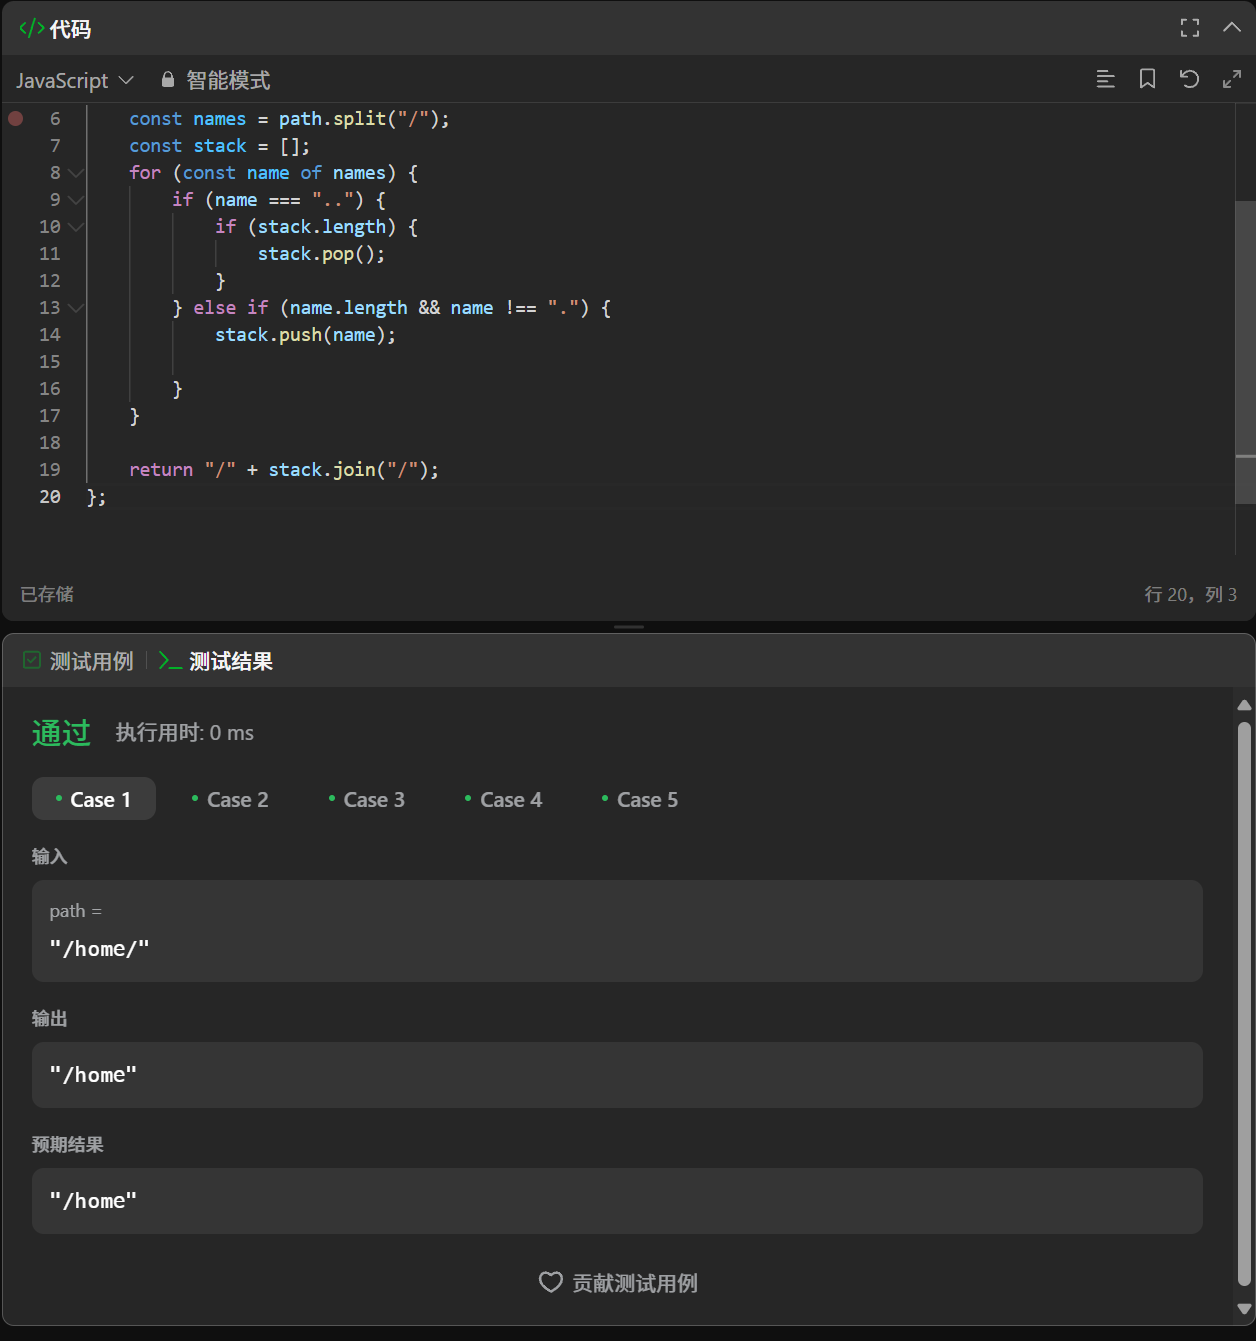 </> 代码
JavaScript 智能模式
6 const names = path.split("/");
7 const stack = [];
8 for (const name of names) {
9 if (name === "..") {
10 if (stack.length) {
11 stack.pop();
12 }
13 } else if (name.length && name !== ".") {
14 stack.push(name);
15
16 }
17 }
18
19 return "/" + stack.join("/");
20 };
已存储 行 20，列 3
测试用例 >_ 测试结果
通过 执行用时: 0 ms
Case 1 Case 2 Case 3 Case 4 Case 5
输入
path =
"/home/"
输出
"/home"
预期结果
"/home"
贡献测试用例